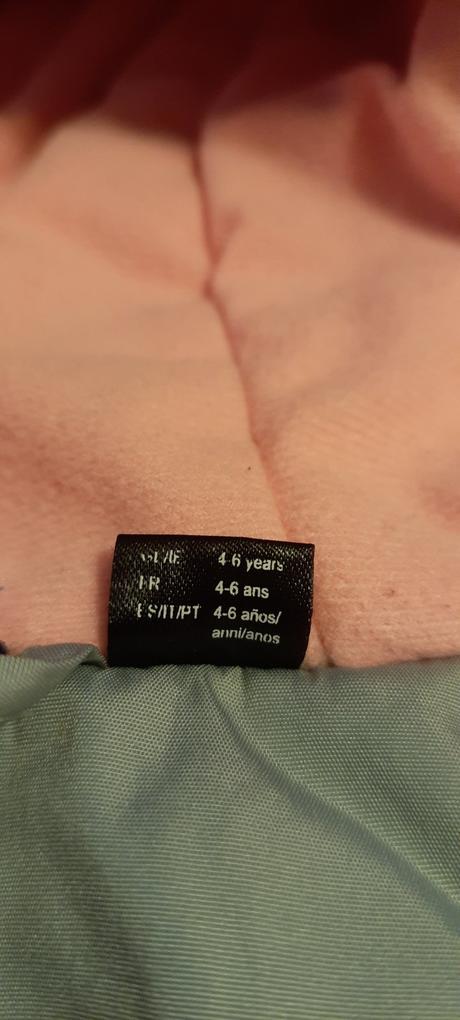 4-6 years
FR 4-6 ans
ES/IT/PT 4-6 años/
anni/anos